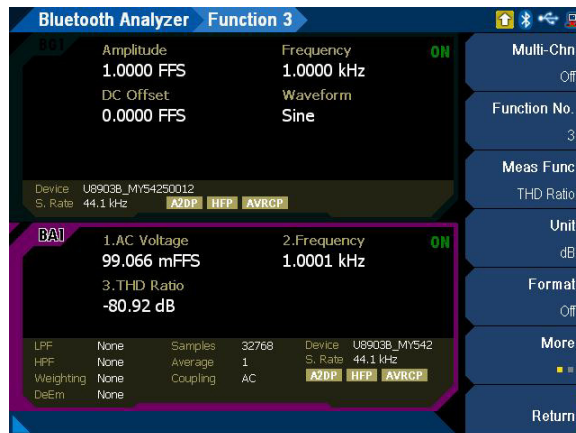 Bluetooth Analyzer Function 3
BG1
Amplitude Frequency ON
1.0000 FFS 1.0000 kHz
DC Offset Waveform
0.0000 FFS Sine
Device U8903B_MY54250012
S. Rate 44.1 kHz A2DP HFP AVRCP
BA1
1.AC Voltage 2.Frequency ON
99.066 mFFS 1.0001 kHz
3.THD Ratio
-80.92 dB
LPF None Samples 32768 Device U8903B_MY542
HPF None Average 1 S. Rate 44.1 kHz
Weighting None Coupling AC A2DP HFP AVRCP
DeEm None
Multi-Chn
Off
Function No.
3
Meas Func
THD Ratio
Unit
dB
Format
Off
More
Return